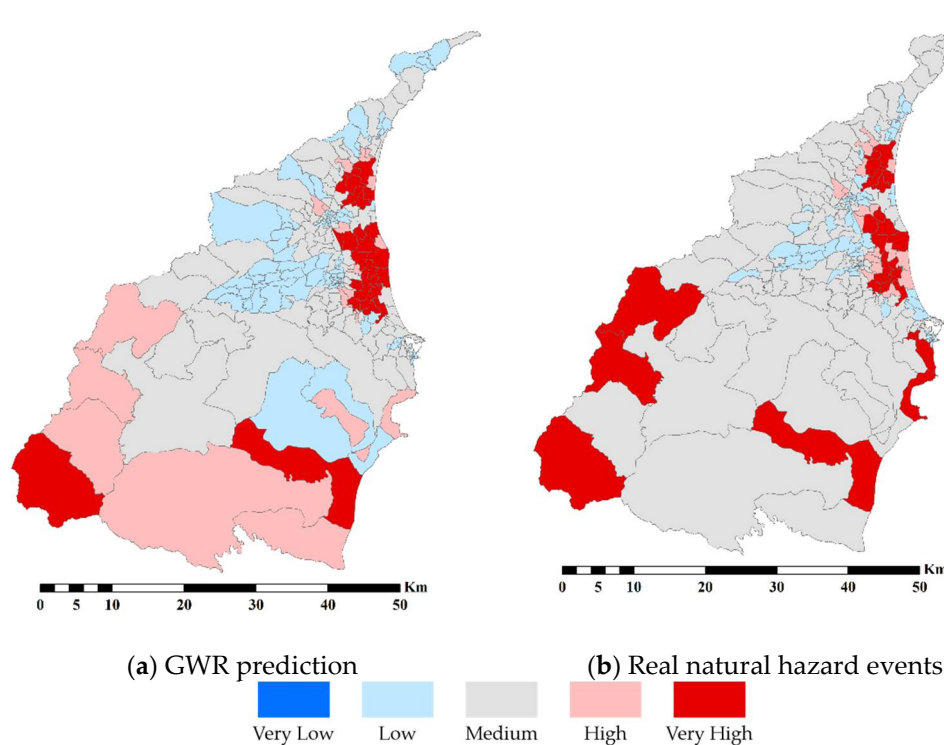 Km
0 5 10 20 30 40 50
Km
0 5 10 20 30 40 50
(a) GWR prediction
(b) Real natural hazard events
Very Low Low Medium High Very High